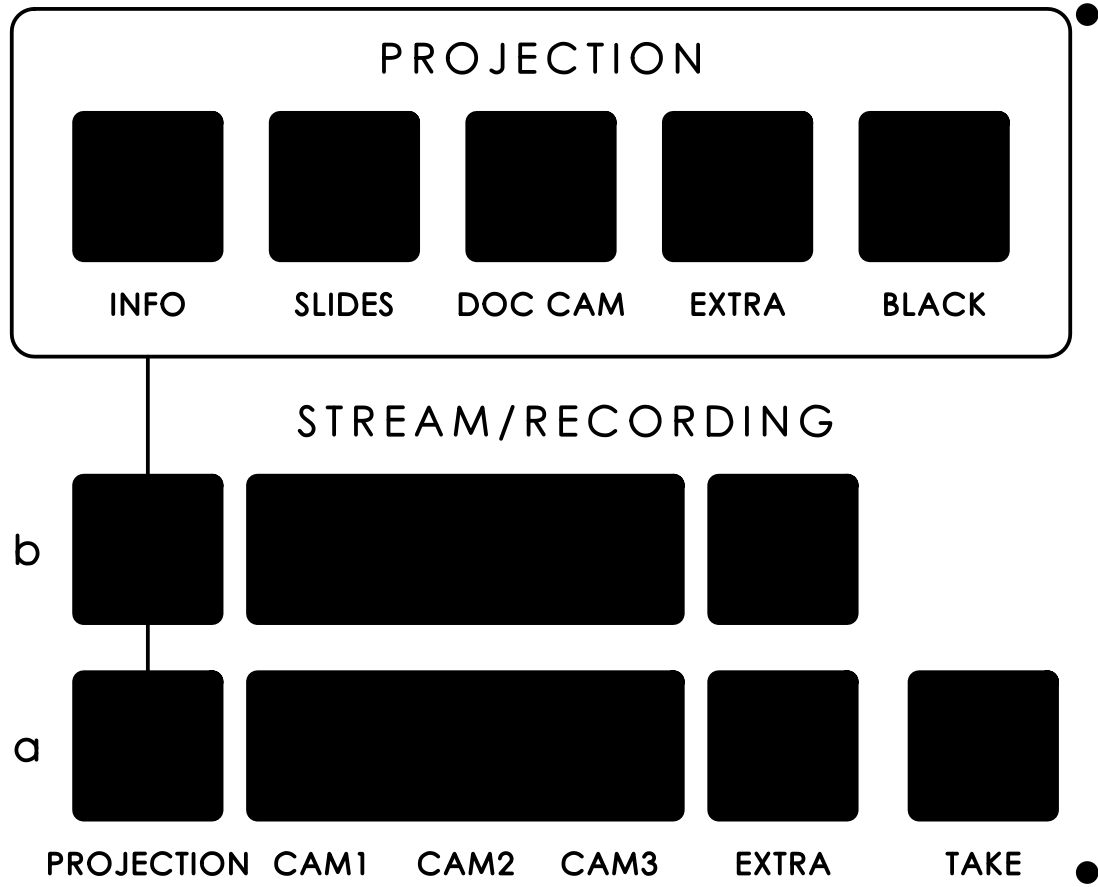 PROJECTION
INFO SLIDES DOC CAM EXTRA BLACK
STREAM/RECORDING
b
a
PROJECTION CAM1 CAM2 CAM3 EXTRA TAKE